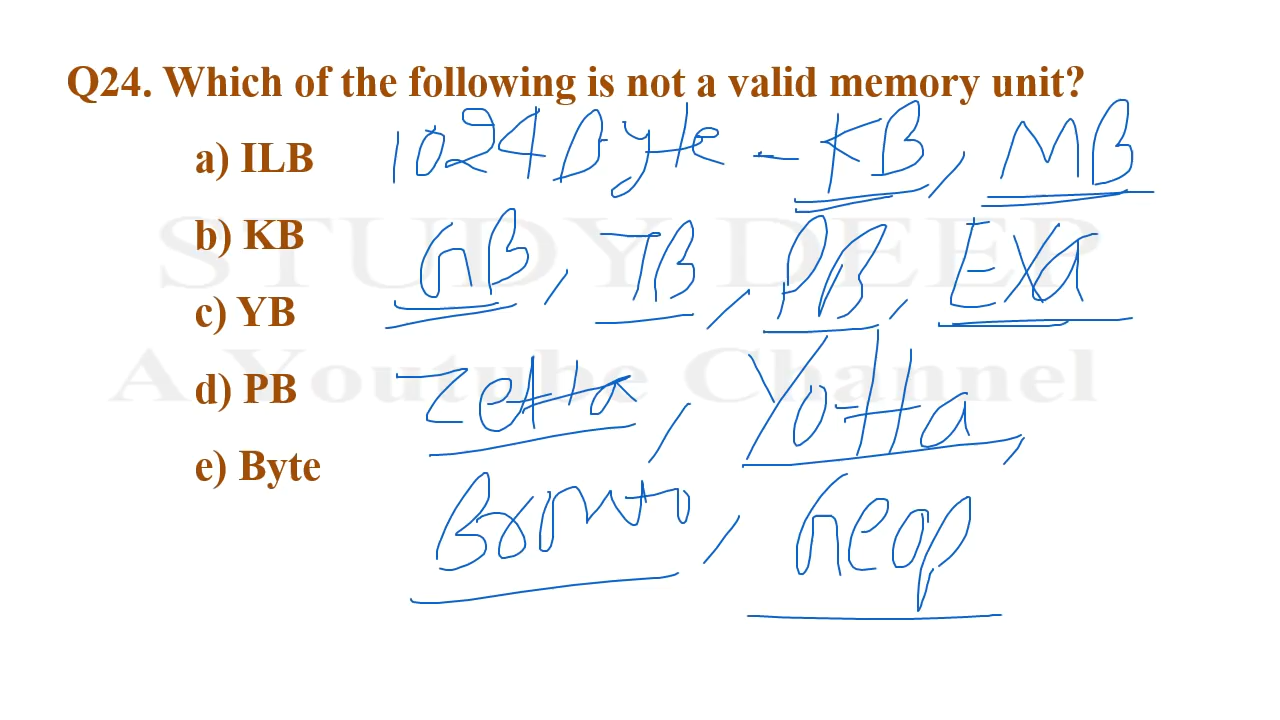 Q24. Which of the following is not a valid memory unit?
a) ILB 1024 Byte - KB, MB
STUDY DEEP
b) KB GB, TB, PB, Exa
c) YB
A Youtube Channel
d) PB Zetta, Yotta,
e) Byte
Bronto, Geop